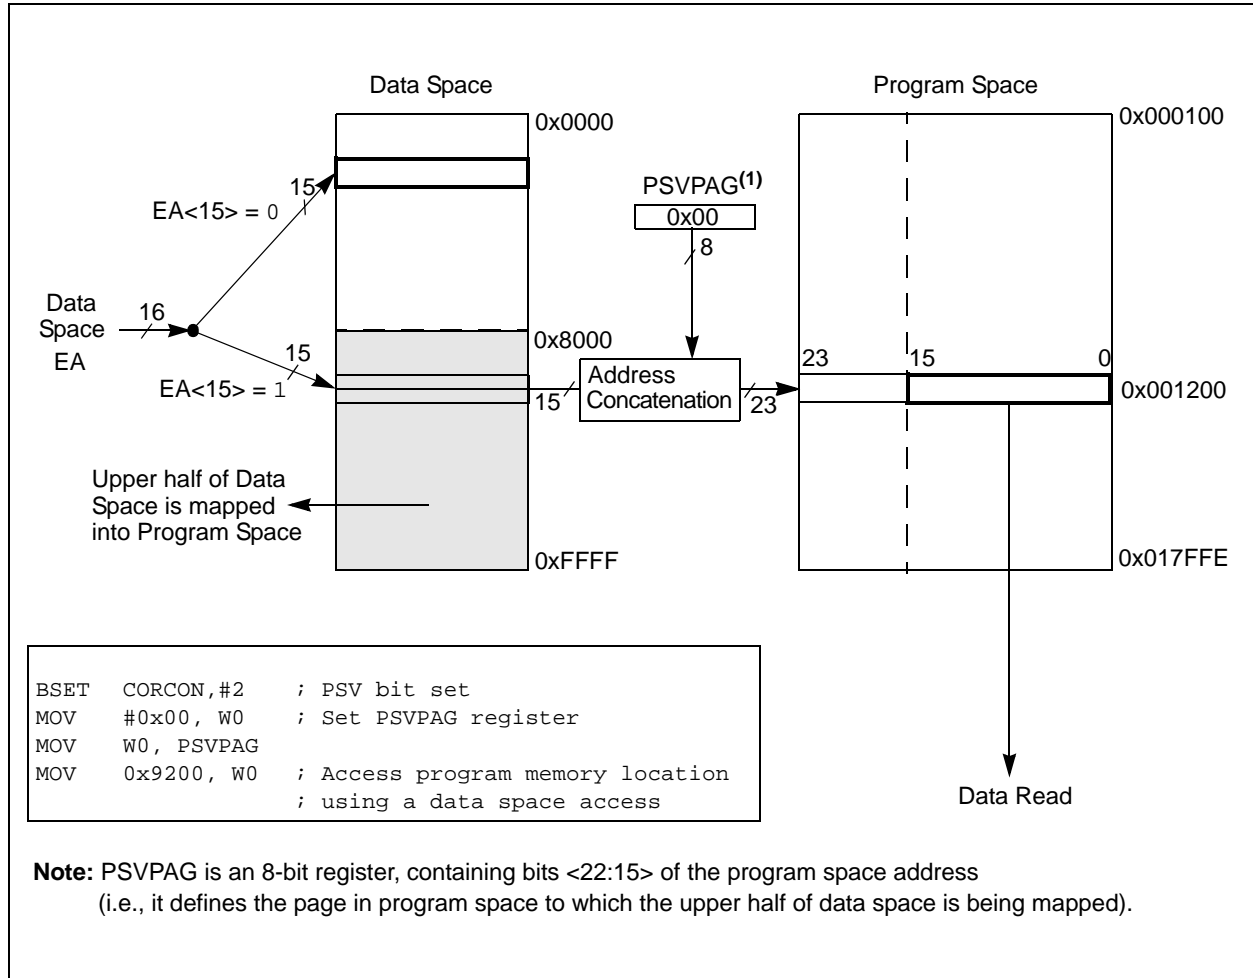 Data Space
Program Space
0x0000
0x000100
15
PSVPAG(1)
EA<15> = 0
0x00
8
Data
Space
EA
16
0x8000
15
EA<15> = 1
15
Address
Concatenation
23
23
15
0
0x001200
Upper half of Data
Space is mapped
into Program Space
0xFFFF
0x017FFE
BSET CORCON,#2 ; PSV bit set
MOV #0x00, W0 ; Set PSVPAG register
MOV W0, PSVPAG
MOV 0x9200, W0 ; Access program memory location
; using a data space access
Data Read
Note: PSVPAG is an 8-bit register, containing bits <22:15> of the program space address
(i.e., it defines the page in program space to which the upper half of data space is being mapped).